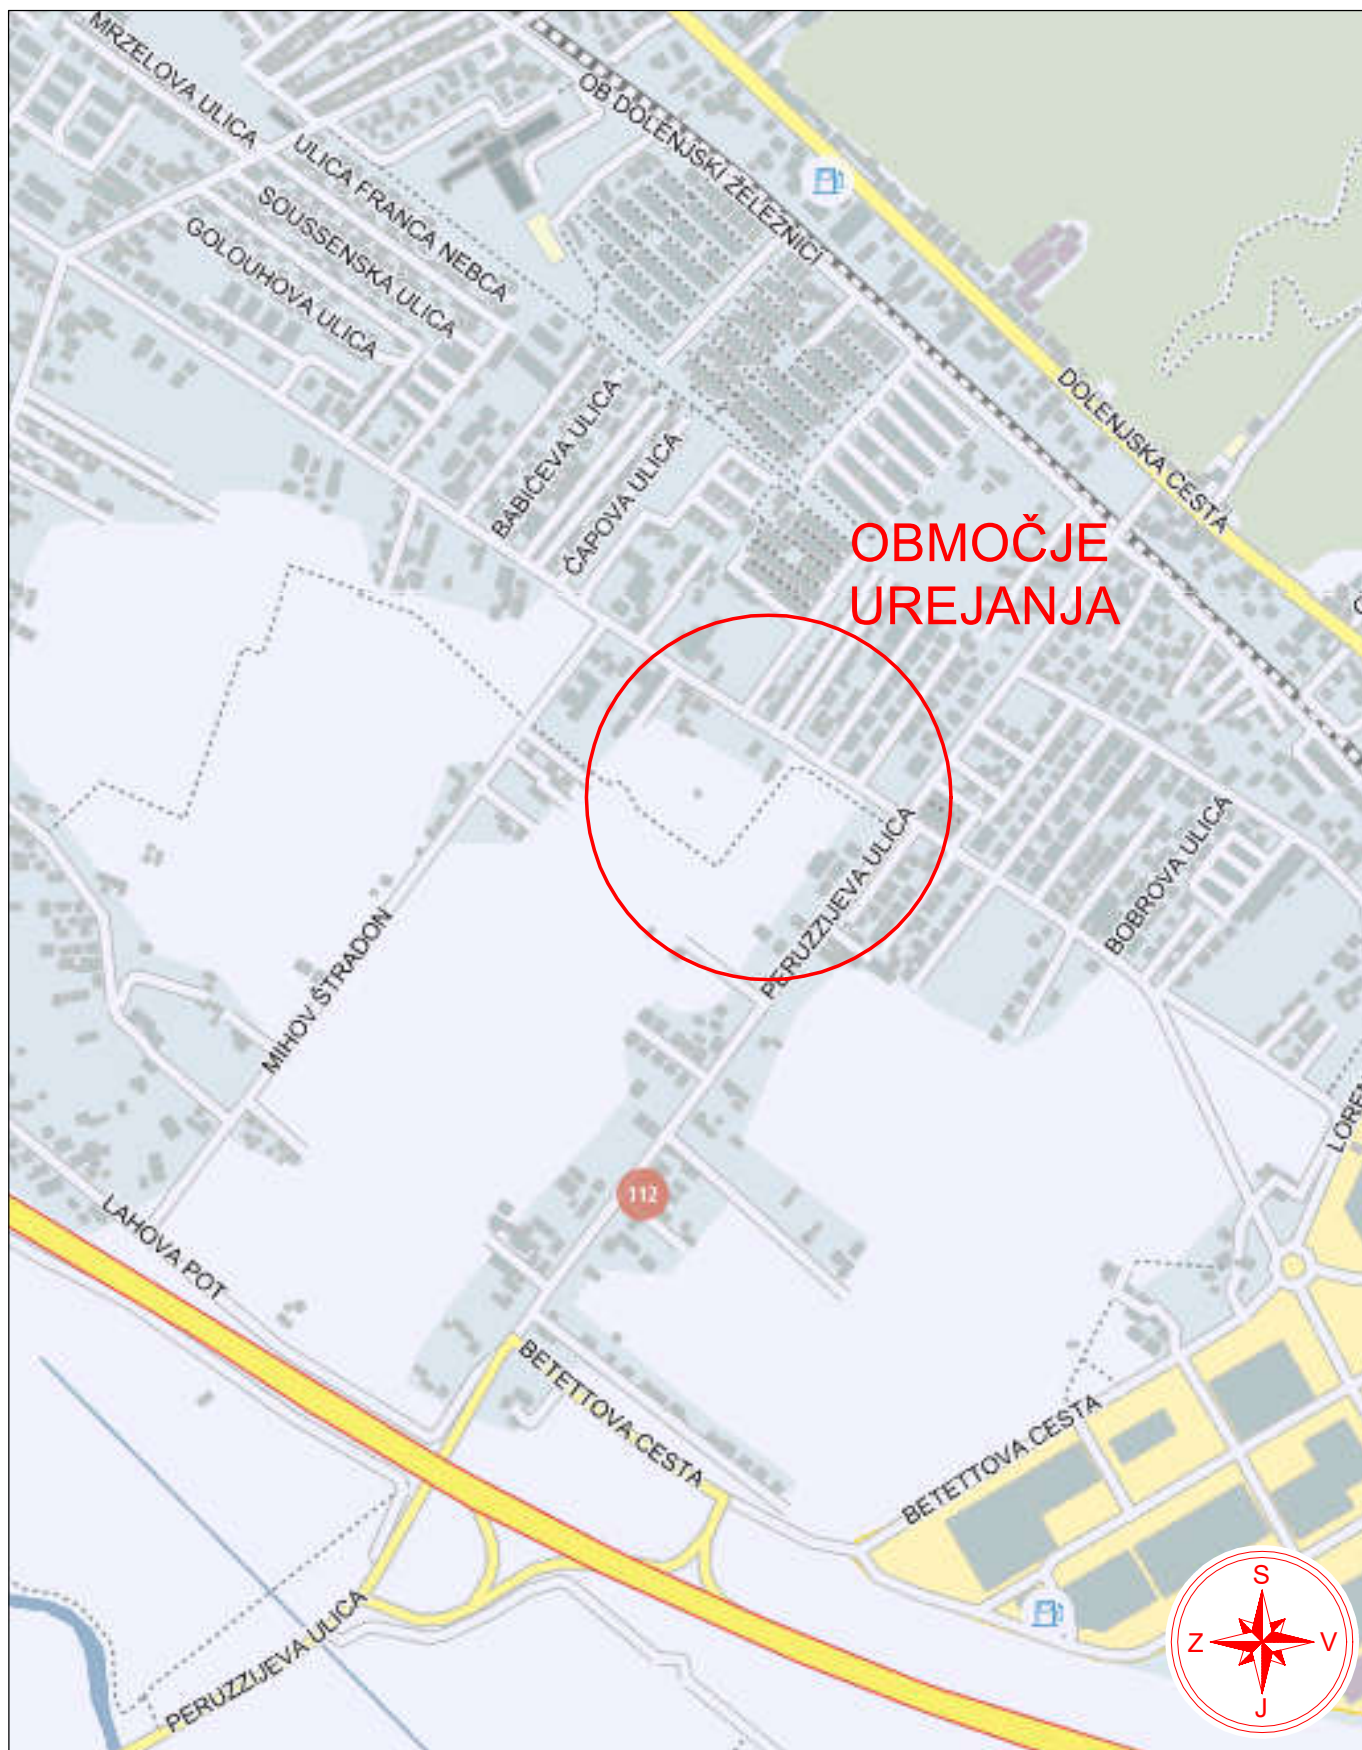 MRZELOVA ULICA
OB DOLENJSKI ŽELEZNICI
ULICA FRANCA NEBCA
SOUSSENSKA ULICA
GOLOUHOVA ULICA
DOLENJSKA CESTA
BABIČEVA ULICA
ČAPOVA ULICA
OBMOČJE
UREJANJA
PERUZZIJEVA ULICA
BOBROVA ULICA
MIHOV ŠTRADON
LOREN
112
LAHOVA POT
BETETTOVA CESTA
BETETTOVA CESTA
PERUZZIJEVA ULICA
S
Z
V
J